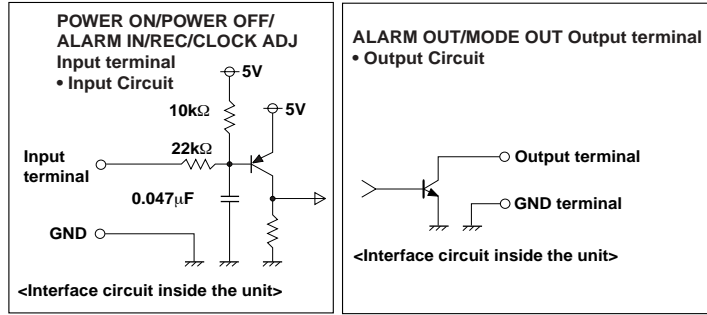 POWER ON/POWER OFF/
ALARM IN/REC/CLOCK ADJ
Input terminal
• Input Circuit
5V
10kΩ
5V
22kΩ
Input
terminal
0.047μF
GND
<Interface circuit inside the unit>
ALARM OUT/MODE OUT Output terminal
• Output Circuit
Output terminal
GND terminal
<Interface circuit inside the unit>